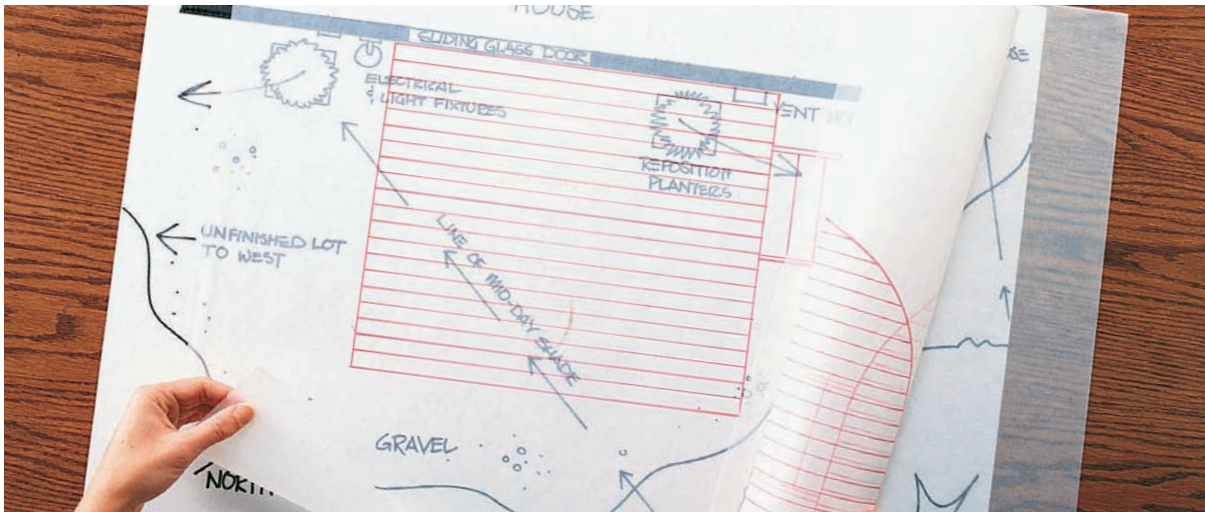 HOUSE
SLIDING GLASS DOOR
ELECTRICAL
& LIGHT FIXTURES
VENT
REPOSITION
PLANTERS
UNFINISHED LOT
TO WEST
LINE OF MID-DAY SHADE
GRAVEL
NORTH